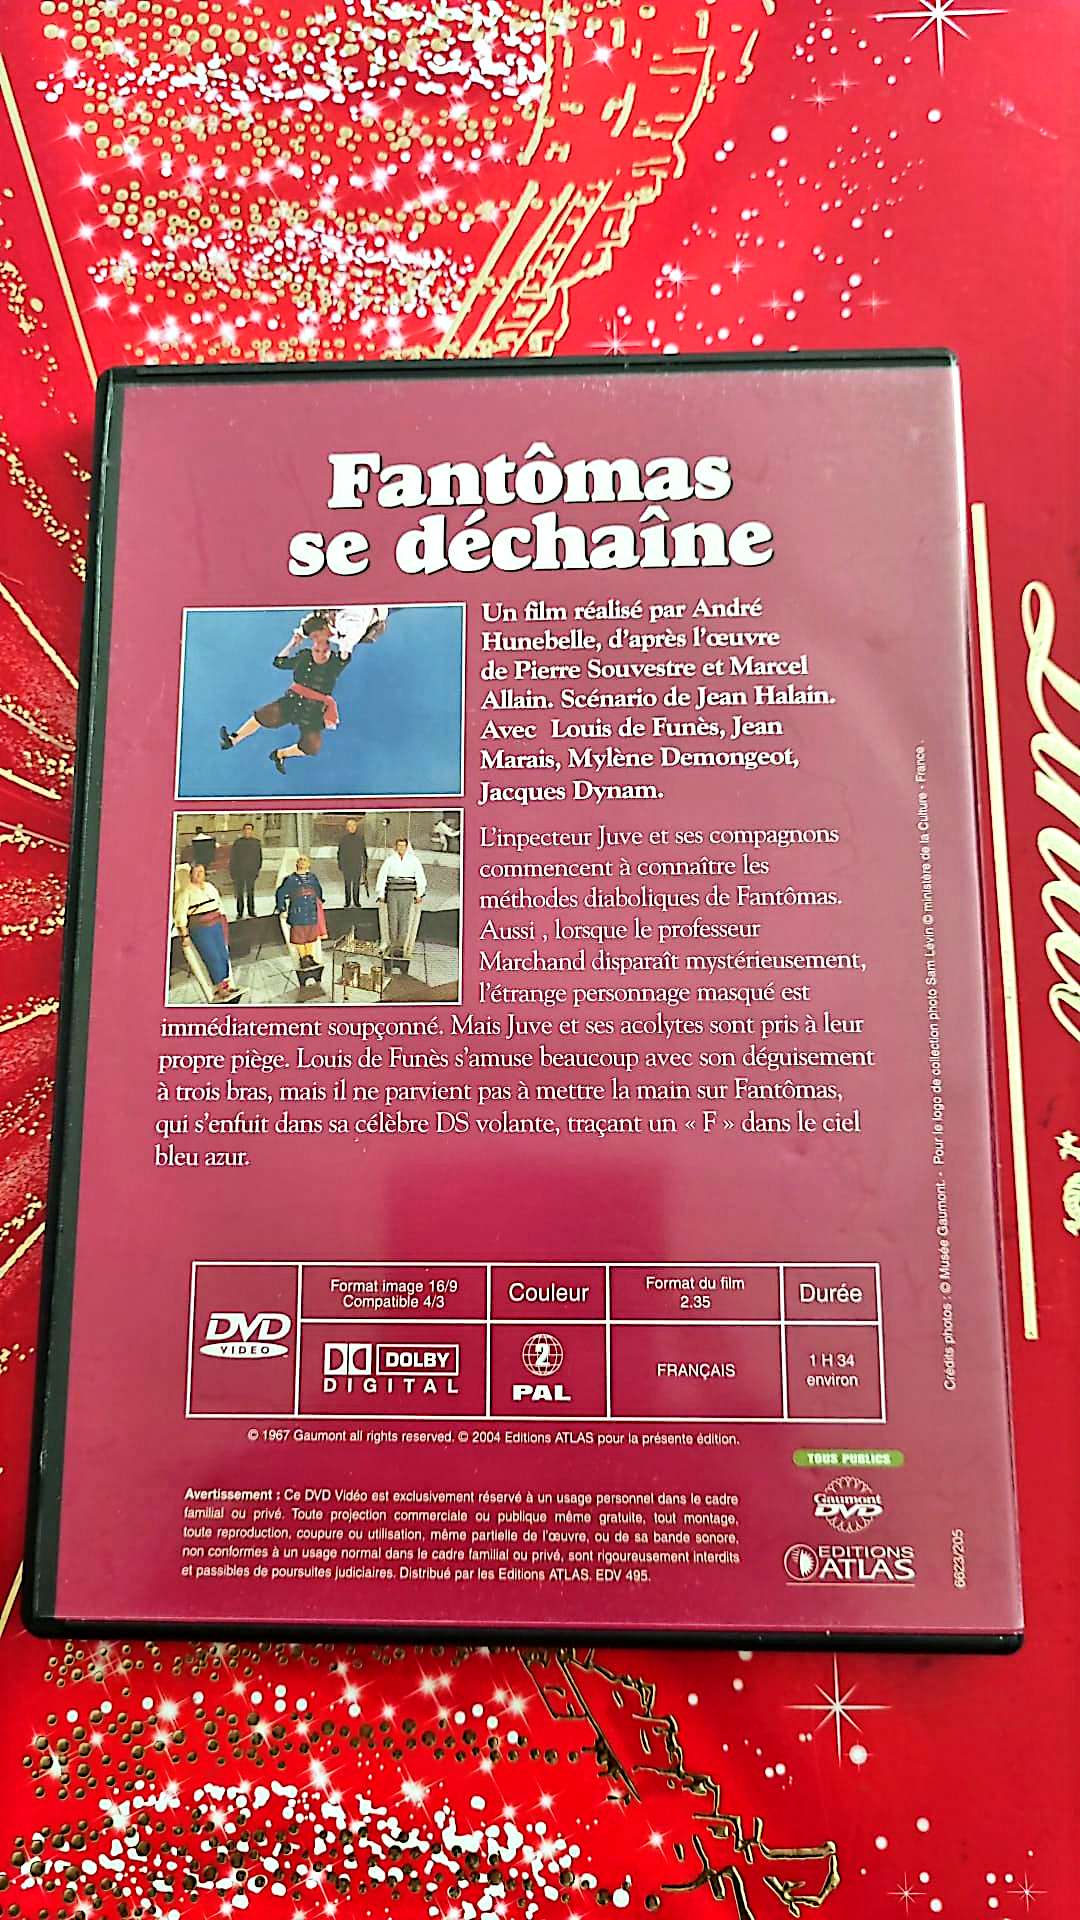 Fantômas
se déchaîne
Un film réalisé par André
Hunebelle, d'après l'œuvre
de Pierre Souvestre et Marcel
Allain. Scénario de Jean Halain.
Avec Louis de Funès, Jean
Marais, Mylène Demongeot,
Jacques Dynam.
L'inpecteur Juve et ses compagnons
commencent à connaître les
méthodes diaboliques de Fantômas.
Aussi , lorsque le professeur
Marchand disparaît mystérieusement,
l'étrange personnage masqué est
immédiatement soupçonné. Mais Juve et ses acolytes sont pris à leur
propre piège. Louis de Funès s'amuse beaucoup avec son déguisement
à trois bras, mais il ne parvient pas à mettre la main sur Fantômas,
qui s'enfuit dans sa célèbre DS volante, traçant un « F » dans le ciel
bleu azur.
Crédits photos : © Musée Gaumont. - Pour le logo de collection photo Sam Lévin © ministère de la Culture - France.
DVD
VIDEO
Format image 16/9
Compatible 4/3
DOLBY
DIGITAL
Couleur
2
PAL
Format du film
2.35
FRANÇAIS
Durée
1 H 34
environ
© 1967 Gaumont all rights reserved. © 2004 Editions ATLAS pour la présente édition.
TOUS PUBLICS
Avertissement : Ce DVD Vidéo est exclusivement réservé à un usage personnel dans le cadre
familial ou privé. Toute projection commerciale ou publique même gratuite, tout montage,
toute reproduction, coupure ou utilisation, même partielle de l'œuvre, ou de sa bande sonore,
non conformes à un usage normal dans le cadre familial ou privé, sont rigoureusement interdits
et passibles de poursuites judiciaires. Distribué par les Editions ATLAS. EDV 495.
Gaumont
DVD
EDITIONS
ATLAS
6623/205